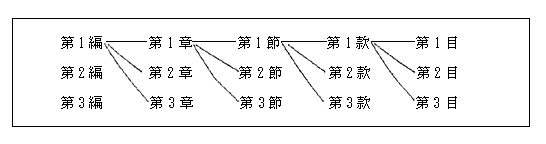 第1編 第1章 第1節 第1款 第1目
第2編 第2章 第2節 第2款 第2目
第3編 第3章 第3節 第3款 第3目